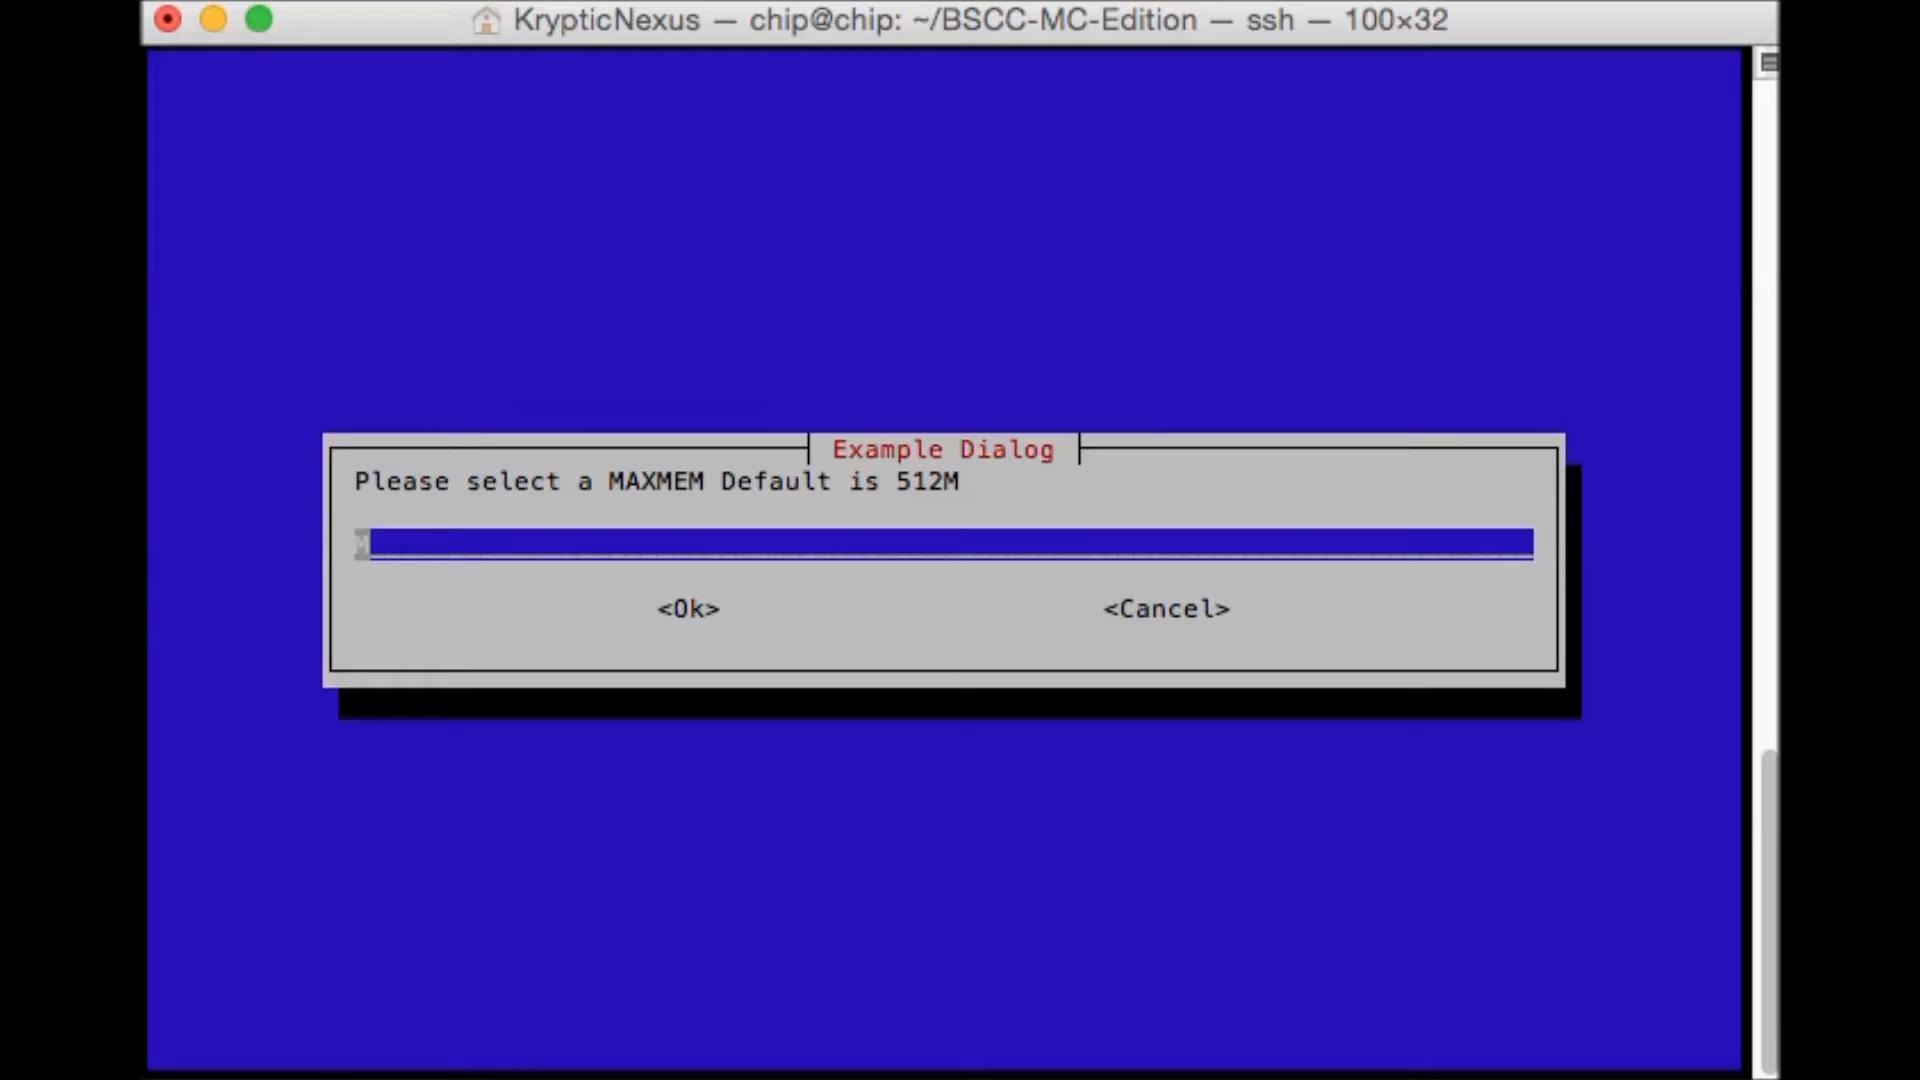 KrypticNexus — chip@chip: ~/BSCC-MC-Edition — ssh — 100×32
Example Dialog
Please select a MAXMEM Default is 512M
M
<Ok> <Cancel>